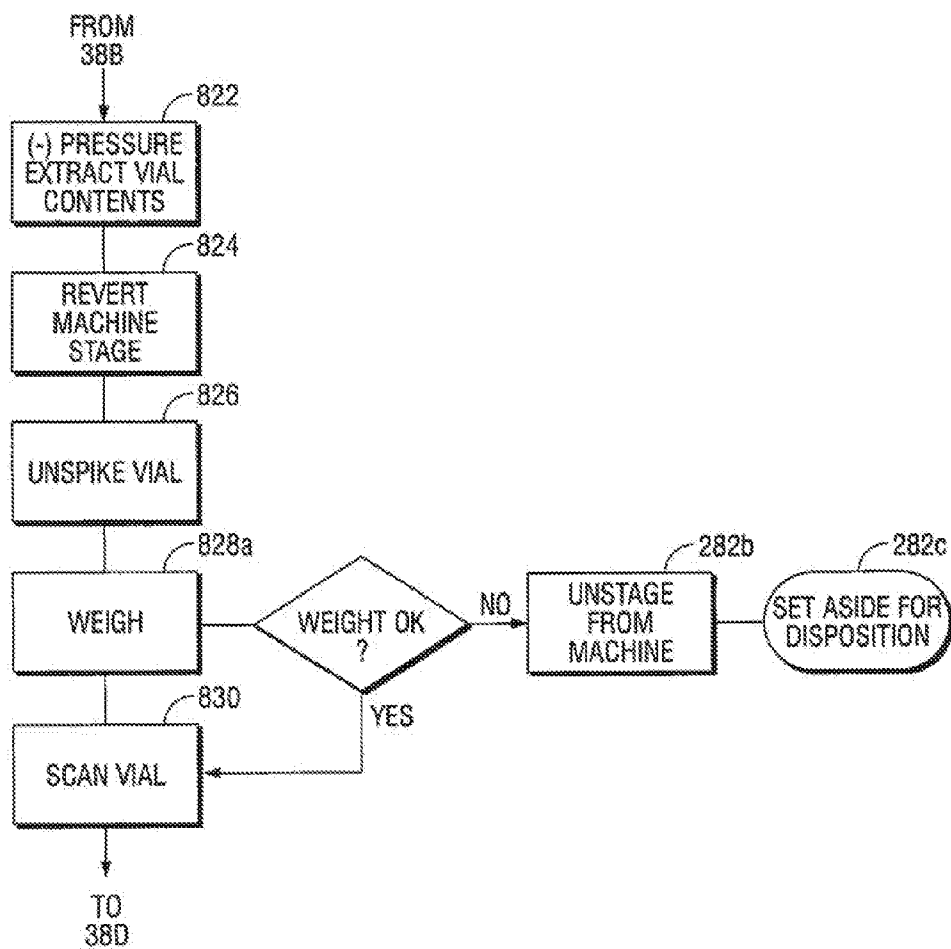 FROM
38B
822
(-) PRESSURE
EXTRACT VIAL
CONTENTS
824
REVERT
MACHINE
STAGE
826
UNSPIKE VIAL
828a
WEIGH
WEIGHT OK
?
NO
282b
UNSTAGE
FROM
MACHINE
282c
SET ASIDE FOR
DISPOSITION
YES
830
SCAN VIAL
TO
38D